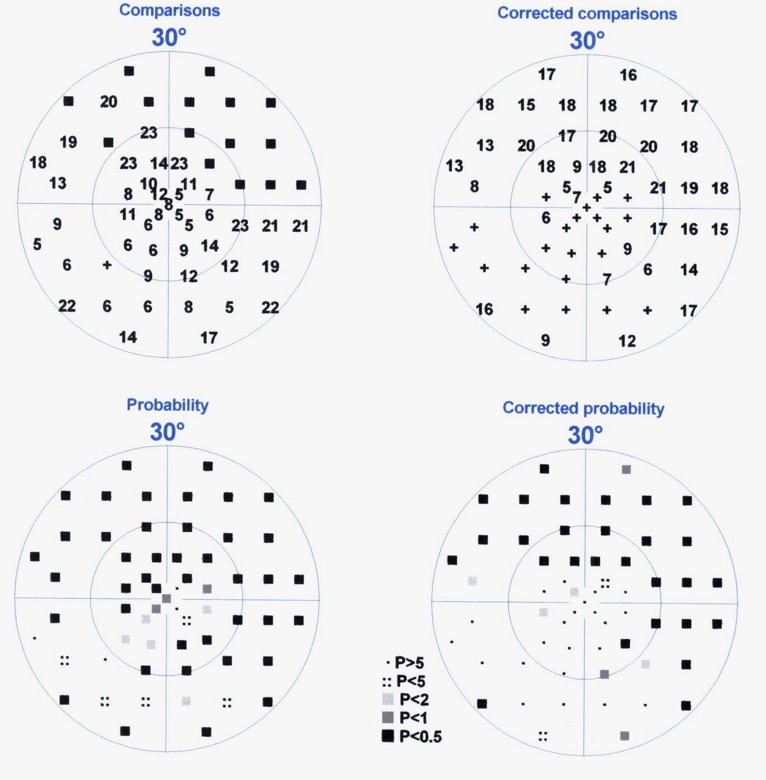 Comparisons
30°
20
23
19
18 23 14 23
13 10 11
8 12 5 7
8
11 8 5 6
9 6 5 23 21 21
5 6 14
6 9
6 + 12 19
9 12
22 6 6 8 5 22
14 17
Corrected comparisons
30°
17 16
18 15 18 18 17 17
17 20
13 20 20 18
13 18 9 18 21
8 5 5 21 19 18
+ 7 + +
+
6 + + +
+ + + 17 16 15
+ + 9
+ +
+ + 6 14
+ 7
16 + + + + 17
9 12
Probability
30°
Corrected probability
30°
P>5
P<5
P<2
P<1
P<0.5